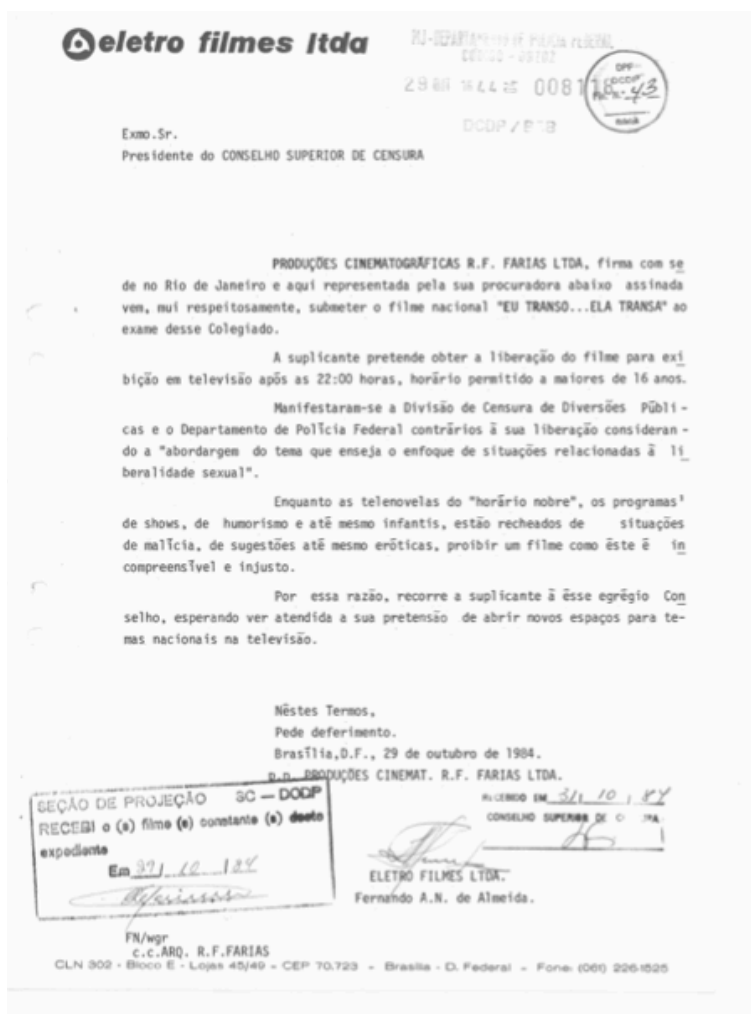 eletro filmes ltda
DEPARTAMENTO DE POLÍCIA FEDERAL
29 008116
DCDP / BSB
DPF
DCDP
43
Exmo.Sr.
Presidente do CONSELHO SUPERIOR DE CENSURA
PRODUÇÕES CINEMATOGRÁFICAS R.F. FARIAS LTDA, firma com se
de no Rio de Janeiro e aqui representada pela sua procuradora abaixo assinada
vem, mui respeitosamente, submeter o filme nacional "EU TRANSO...ELA TRANSA" ao
exame desse Colegiado.
A suplicante pretende obter a liberação do filme para exi
bição em televisão após as 22:00 horas, horário permitido a maiores de 16 anos.
Manifestaram-se a Divisão de Censura de Diversões Públi -
cas e o Departamento de Polícia Federal contrários à sua liberação consideran -
do a "abordargem do tema que enseja o enfoque de situações relacionadas à li
beralidade sexual".
Enquanto as telenovelas do "horário nobre", os programas'
de shows, de humorismo e até mesmo infantis, estão recheados de situações
de malícia, de sugestões até mesmo eróticas, proibir um filme como êste é in
compreensível e injusto.
Por essa razão, recorre a suplicante à êsse egrégio Con
selho, esperando ver atendida a sua pretensão de abrir novos espaços para te-
mas nacionais na televisão.
Nêstes Termos,
Pede deferimento.
Brasília,D.F., 29 de outubro de 1984.
p.p. PRODUÇÕES CINEMAT. R.F. FARIAS LTDA.
SEÇÃO DE PROJEÇÃO SC - DCDP
RECEBI o (s) filme (s) constante (s) deste
expediente
Em 10 / 84
RECEBIDO EM 31 / 10 / 84
CONSELHO SUPERIOR DE CENSURA
ELETRO FILMES LTDA.
Fernando A.N. de Almeida.
FN/wgr
c.c.ARQ. R.F.FARIAS
CLN 302 - Bloco E - Lojas 45/49 - CEP 70.723 - Brasília - D. Federal - Fone: (061) 226-1525